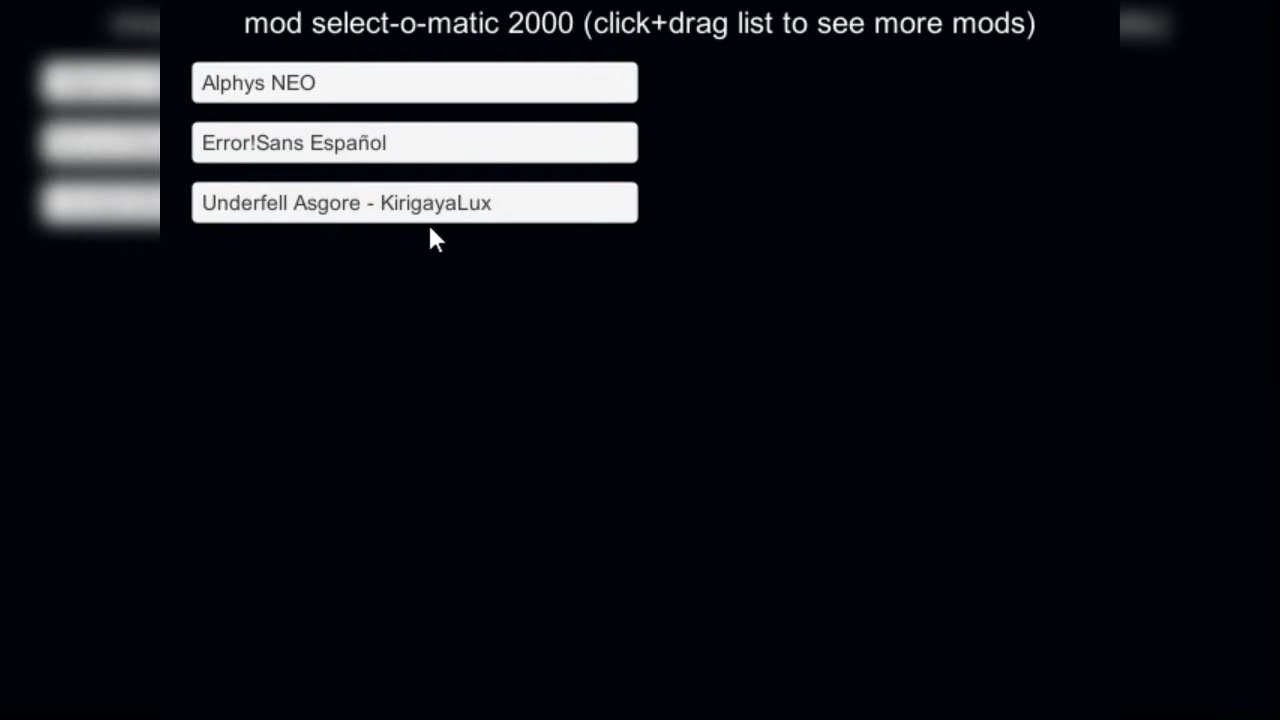 mod select-o-matic 2000 (click+drag list to see more mods)
Alphys NEO
Error!Sans Español
Underfell Asgore - KirigayaLux